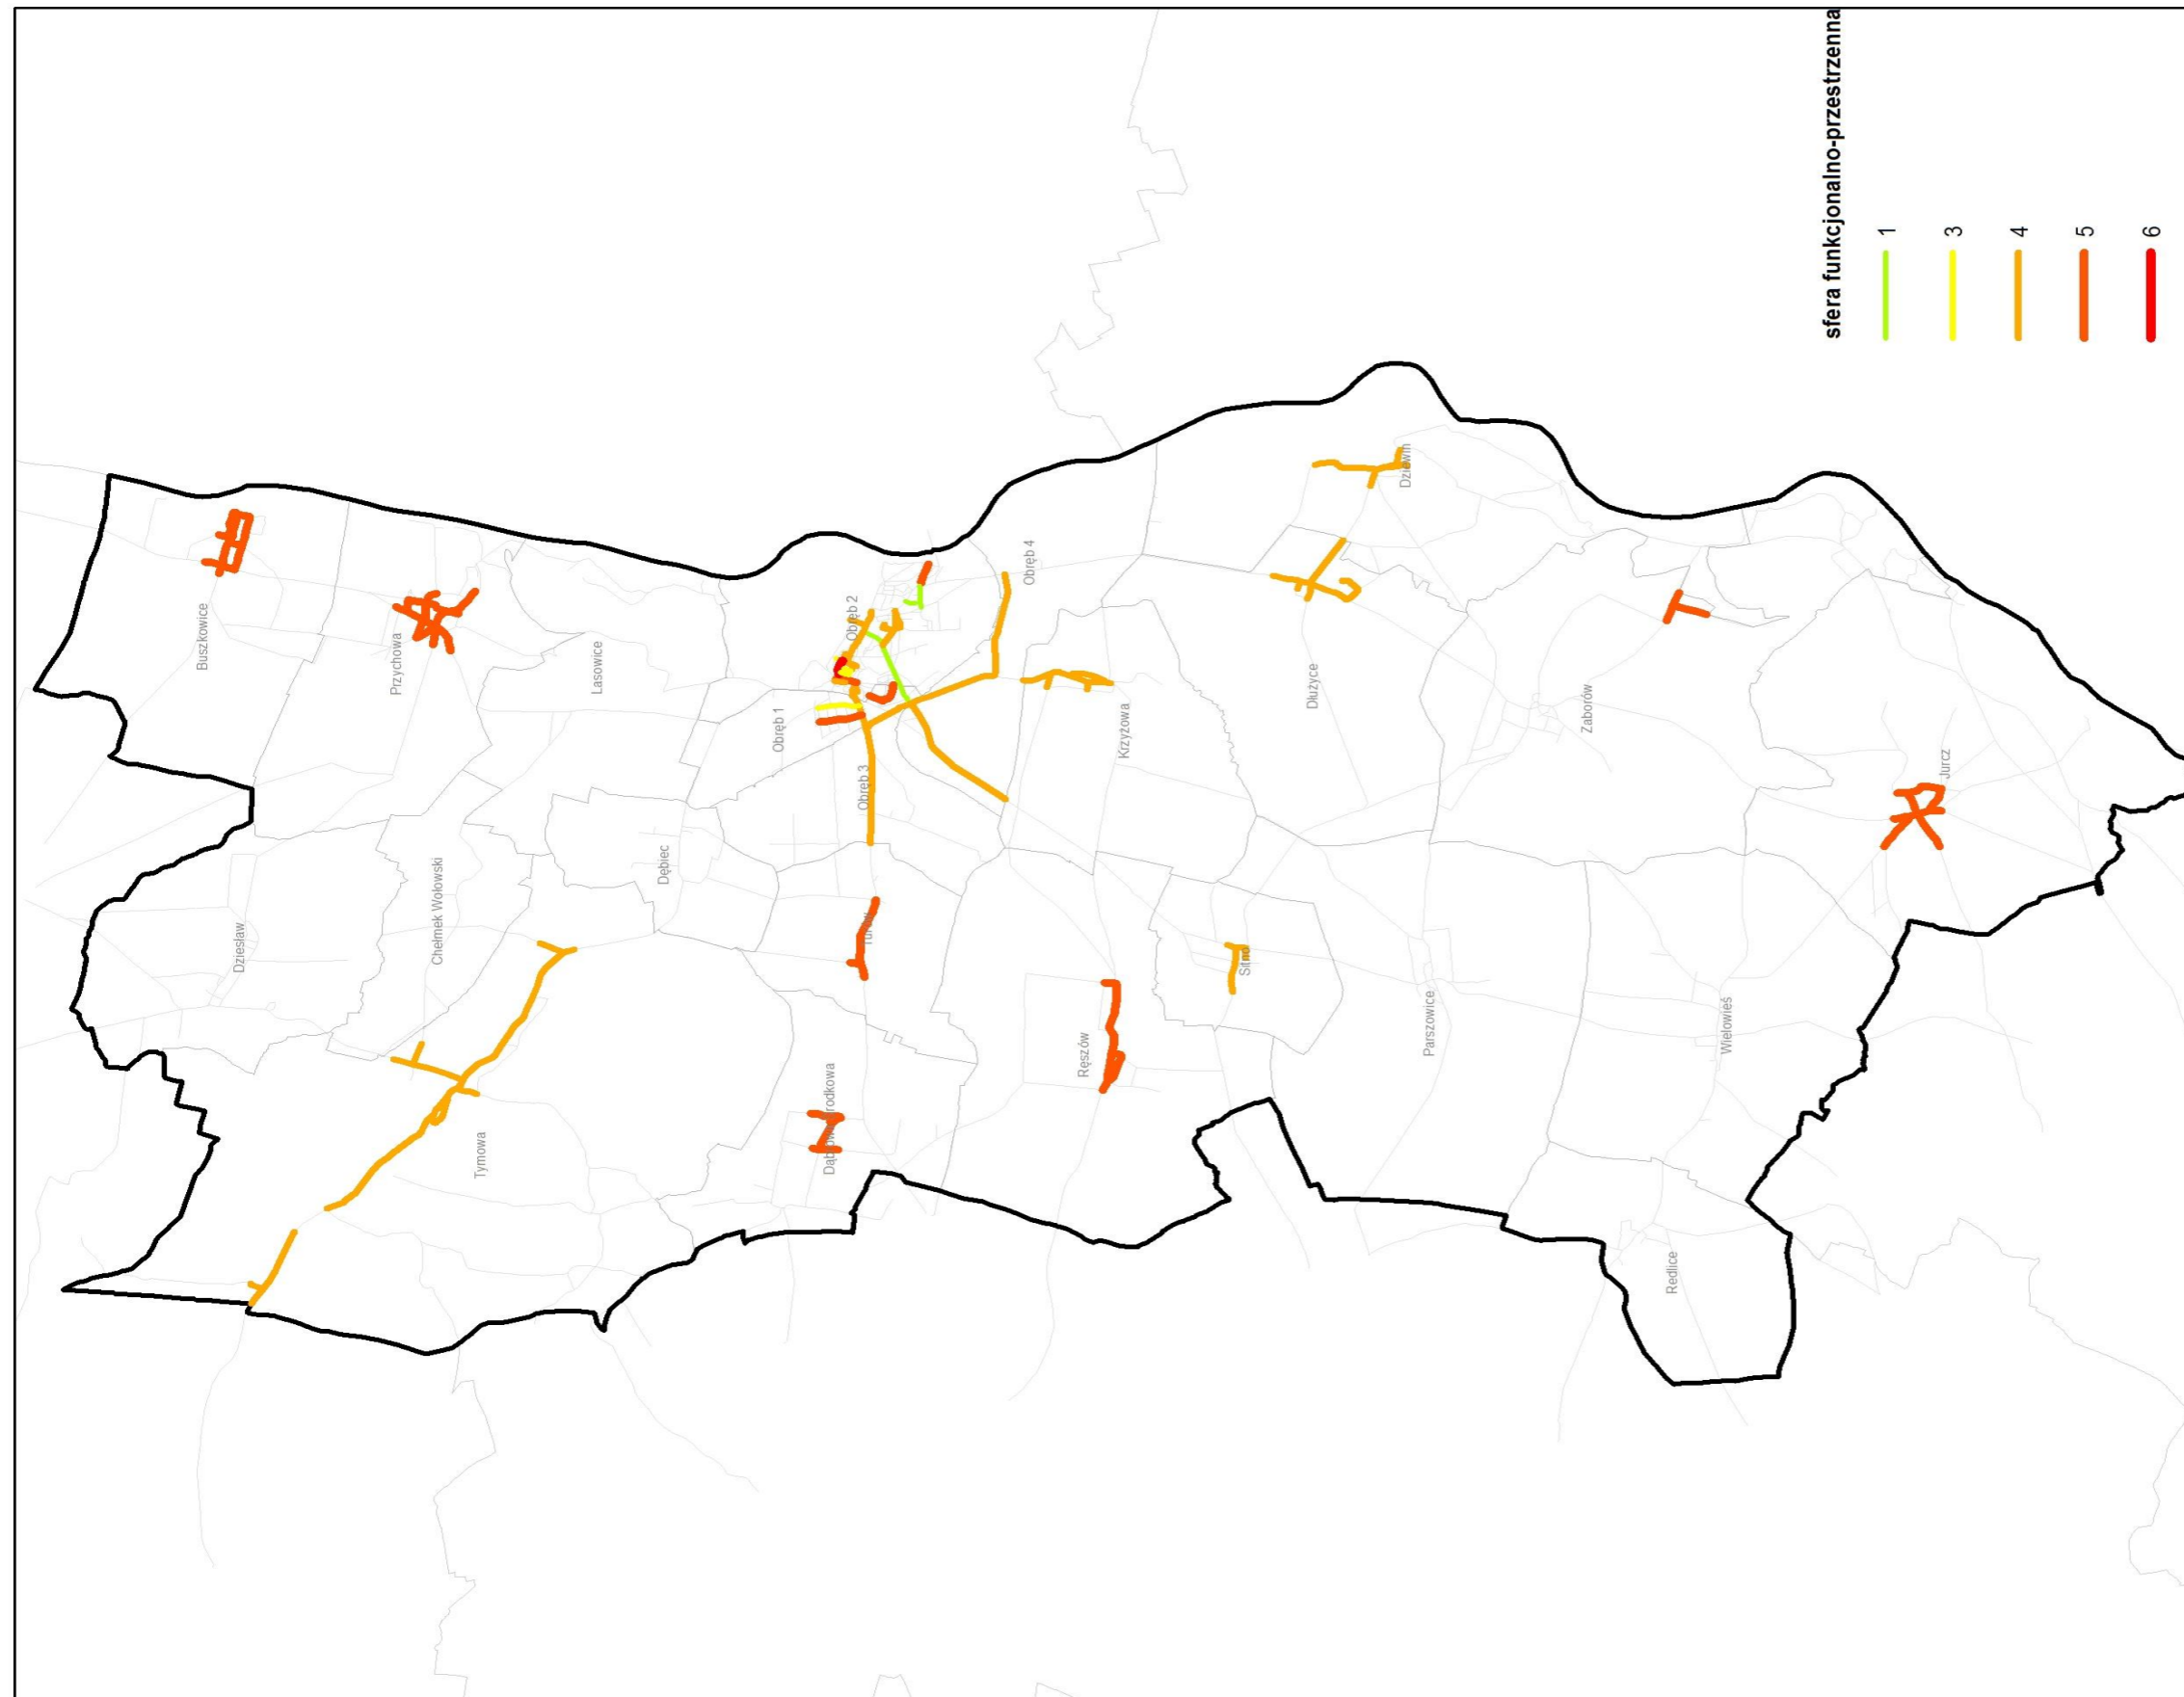 sfera funkcjonalno-przestrzenna
1
3
4
5
6
Buszkowice
Przychowa
Lasowice
Obręb 2
Obręb 1
Obręb 3
Obręb 4
Dziewin
Dłużyce
Krzyżowa
Zaborów
Jurcz
Dziesław
Chełmek Wołowski
Dębiec
Sitno
Parszowice
Wielowieś
Ręszów
Tymowa
Redlice